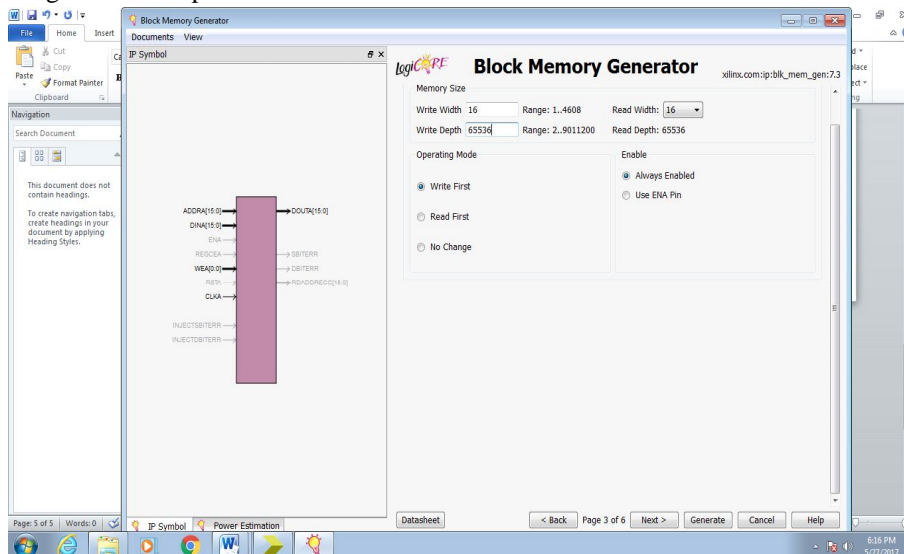 File Home Insert
Cut
Copy
Paste
Format Painter
Clipboard
Navigation
Search Document
This document does not
contain headings.
To create navigation tabs,
create headings in your
document by applying
Heading Styles.
Page: 5 of 5 Words: 0
Block Memory Generator
Documents View
IP Symbol
ADDRA[15:0]
DINA[15:0]
ENA
REGCEA
WEA[0:0]
RSTA
CLKA
INJECTSBITERR
INJECTDBITERR
DOUTA[15:0]
SBITERR
DBITERR
RDADDRECC[15:0]
IP Symbol Power Estimation
LogiCORE
Block Memory Generator
xilinx.com:ip:blk_mem_gen:7.3
Memory Size
Write Width 16 Range: 1..4608 Read Width: 16
Write Depth 65536 Range: 2..9011200 Read Depth: 65536
Operating Mode
Write First
Read First
No Change
Enable
Always Enabled
Use ENA Pin
Datasheet < Back Page 3 of 6 Next > Generate Cancel Help
6:16 PM
5/27/2017